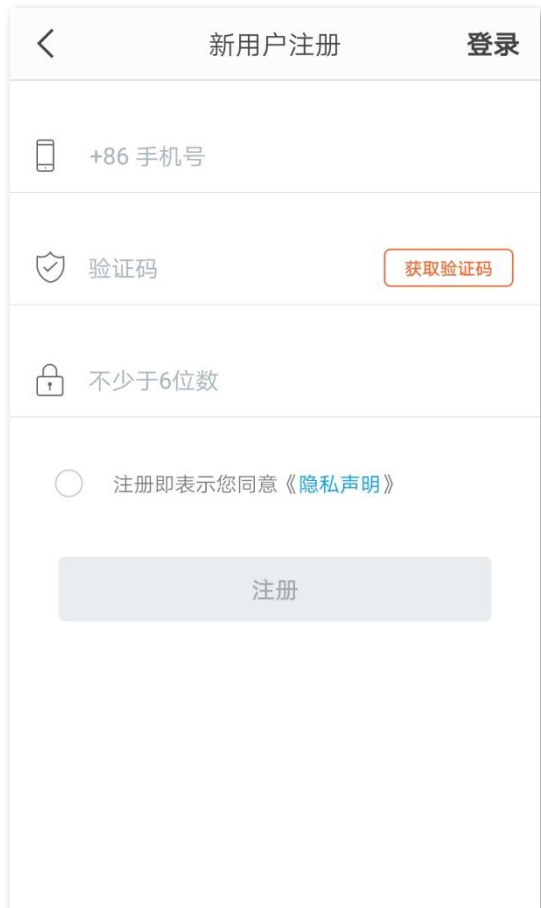 新用户注册 登录
+86 手机号
验证码 获取验证码
不少于6位数
注册即表示您同意《隐私声明》
注册